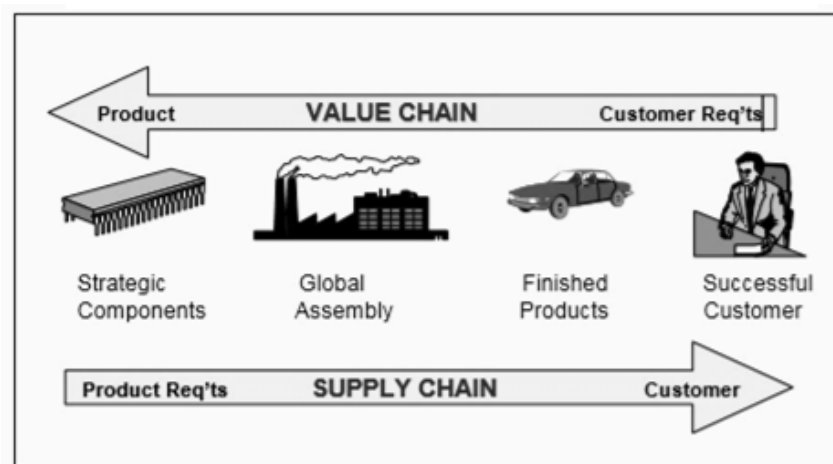 Product VALUE CHAIN Customer Req'ts
Strategic Components
Global Assembly
Finished Products
Successful Customer
Product Req'ts SUPPLY CHAIN Customer